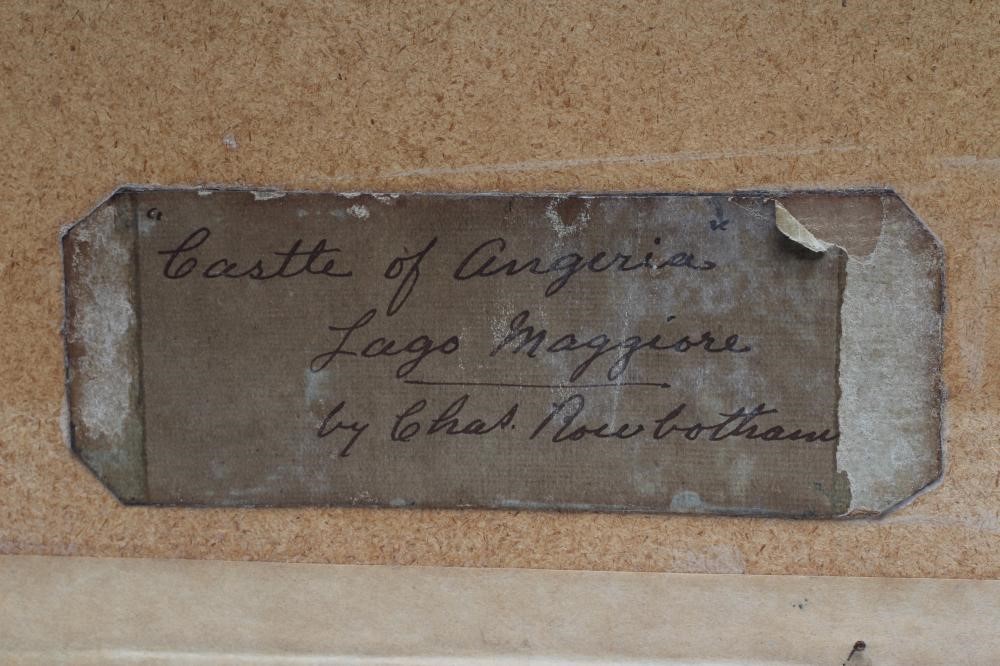 "Castle of Angeria"
Lago Maggiore
by Chas. Rowbotham